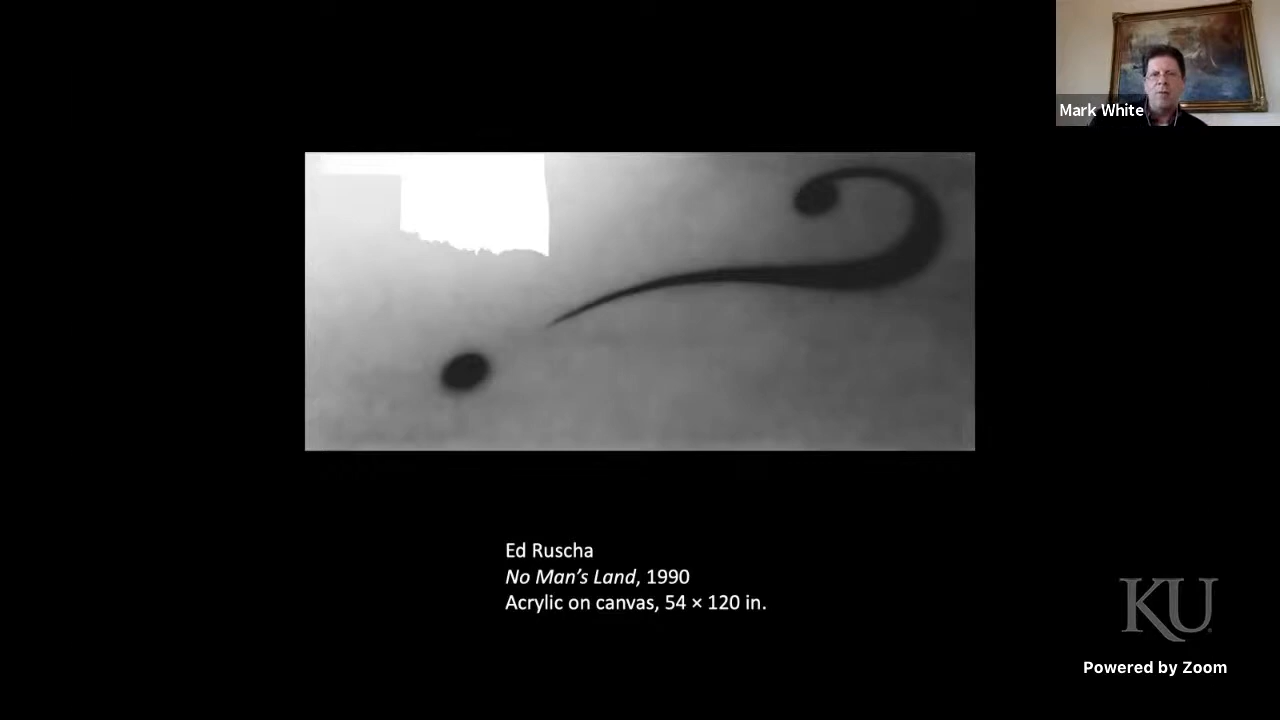 Mark White
Ed Ruscha
No Man's Land, 1990
Acrylic on canvas, 54 × 120 in.
KU
Powered by Zoom